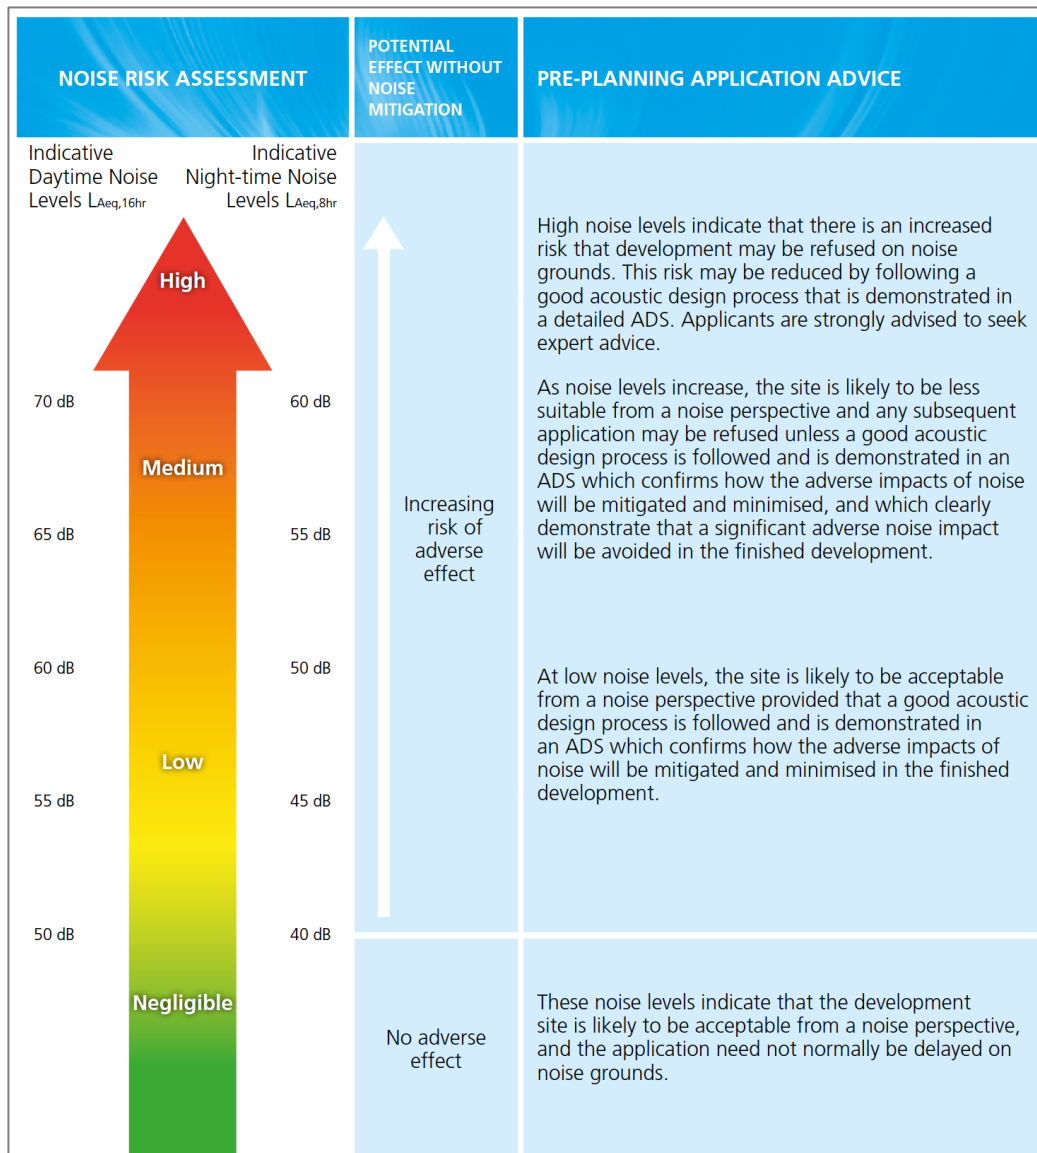 NOISE RISK ASSESSMENT
POTENTIAL
EFFECT WITHOUT
NOISE
MITIGATION
PRE-PLANNING APPLICATION ADVICE
Indicative
Daytime Noise
Levels LAeq,16hr
Indicative
Night-time Noise
Levels LAeq,8hr
High
70 dB
60 dB
Medium
65 dB
55 dB
60 dB
50 dB
Low
55 dB
45 dB
50 dB
40 dB
Negligible
Increasing
risk of
adverse
effect
No adverse
effect
High noise levels indicate that there is an increased
risk that development may be refused on noise
grounds. This risk may be reduced by following a
good acoustic design process that is demonstrated in
a detailed ADS. Applicants are strongly advised to seek
expert advice.
As noise levels increase, the site is likely to be less
suitable from a noise perspective and any subsequent
application may be refused unless a good acoustic
design process is followed and is demonstrated in an
ADS which confirms how the adverse impacts of noise
will be mitigated and minimised, and which clearly
demonstrate that a significant adverse noise impact
will be avoided in the finished development.
At low noise levels, the site is likely to be acceptable
from a noise perspective provided that a good acoustic
design process is followed and is demonstrated in
an ADS which confirms how the adverse impacts of
noise will be mitigated and minimised in the finished
development.
These noise levels indicate that the development
site is likely to be acceptable from a noise perspective,
and the application need not normally be delayed on
noise grounds.